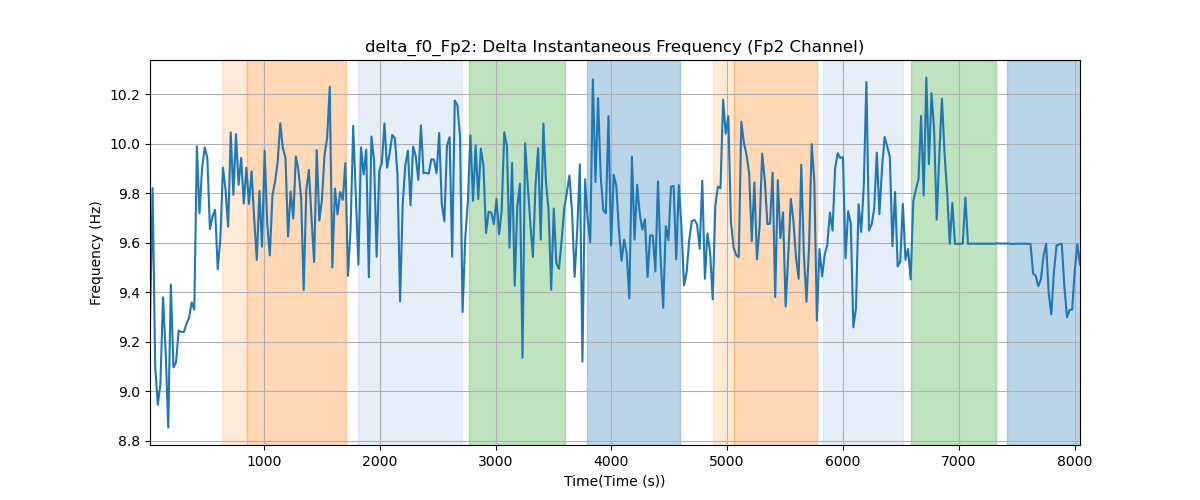 delta_f0_Fp2: Delta Instantaneous Frequency (Fp2 Channel)
Frequency (Hz)
10.2
10.0
9.8
9.6
9.4
9.2
9.0
8.8
1000 2000 3000 4000 5000 6000 7000 8000
Time(Time (s))